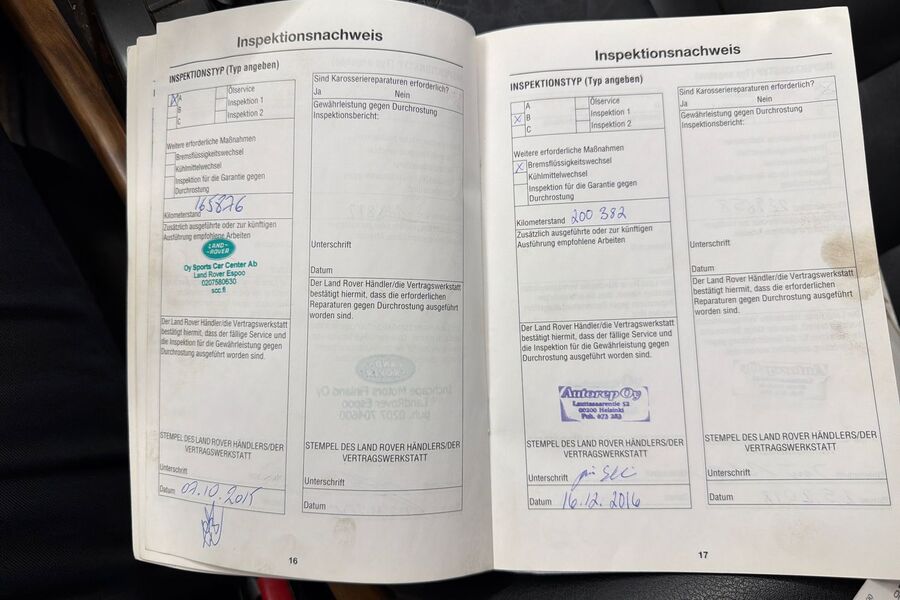 Inspektionsnachweis
INSPEKTIONSTYP (Typ angeben)
X A
B
C
Ölservice
Inspektion 1
Inspektion 2
Weitere erforderliche Maßnahmen
Bremsflüssigkeitswechsel
Kühlmittelwechsel
Inspektion für die Garantie gegen
Durchrostung
Kilometerstand 165876
Zusätzlich ausgeführte oder zur künftigen
Ausführung empfohlene Arbeiten
LAND-
ROVER
Oy Sports Car Center Ab
Land Rover Espoo
0207580630
scc.fi
Der Land Rover Händler/die Vertragswerkstatt
bestätigt hiermit, dass der fällige Service und
die Inspektion für die Gewährleistung gegen
Durchrostung ausgeführt worden sind.
STEMPEL DES LAND ROVER HÄNDLERS/DER
VERTRAGSWERKSTATT
Unterschrift
Datum 07.10.2015
Sind Karosseriereparaturen erforderlich?
Ja Nein
Gewährleistung gegen Durchrostung
Inspektionsbericht:
Unterschrift
Datum
Der Land Rover Händler/die Vertragswerkstatt
bestätigt hiermit, dass die erforderlichen
Reparaturen gegen Durchrostung ausgeführt
worden sind.
STEMPEL DES LAND ROVER HÄNDLERS/DER
VERTRAGSWERKSTATT
Unterschrift
Datum
16
Inspektionsnachweis
INSPEKTIONSTYP (Typ angeben)
A
X B
C
Ölservice
Inspektion 1
Inspektion 2
Weitere erforderliche Maßnahmen
X Bremsflüssigkeitswechsel
Kühlmittelwechsel
Inspektion für die Garantie gegen
Durchrostung
Kilometerstand 200 382
Zusätzlich ausgeführte oder zur künftigen
Ausführung empfohlene Arbeiten
Der Land Rover Händler/die Vertragswerkstatt
bestätigt hiermit, dass der fällige Service und
die Inspektion für die Gewährleistung gegen
Durchrostung ausgeführt worden sind.
Autorep Oy
Lauttasaarentie 52
00200 Helsinki
Puh. 673 283
STEMPEL DES LAND ROVER HÄNDLERS/DER
VERTRAGSWERKSTATT
Unterschrift
Datum 16.12.2016
Sind Karosseriereparaturen erforderlich?
Ja Nein
Gewährleistung gegen Durchrostung
Inspektionsbericht:
Unterschrift
Datum
Der Land Rover Händler/die Vertragswerkstatt
bestätigt hiermit, dass die erforderlichen
Reparaturen gegen Durchrostung ausgeführt
worden sind.
STEMPEL DES LAND ROVER HÄNDLERS/DER
VERTRAGSWERKSTATT
Unterschrift
Datum
17